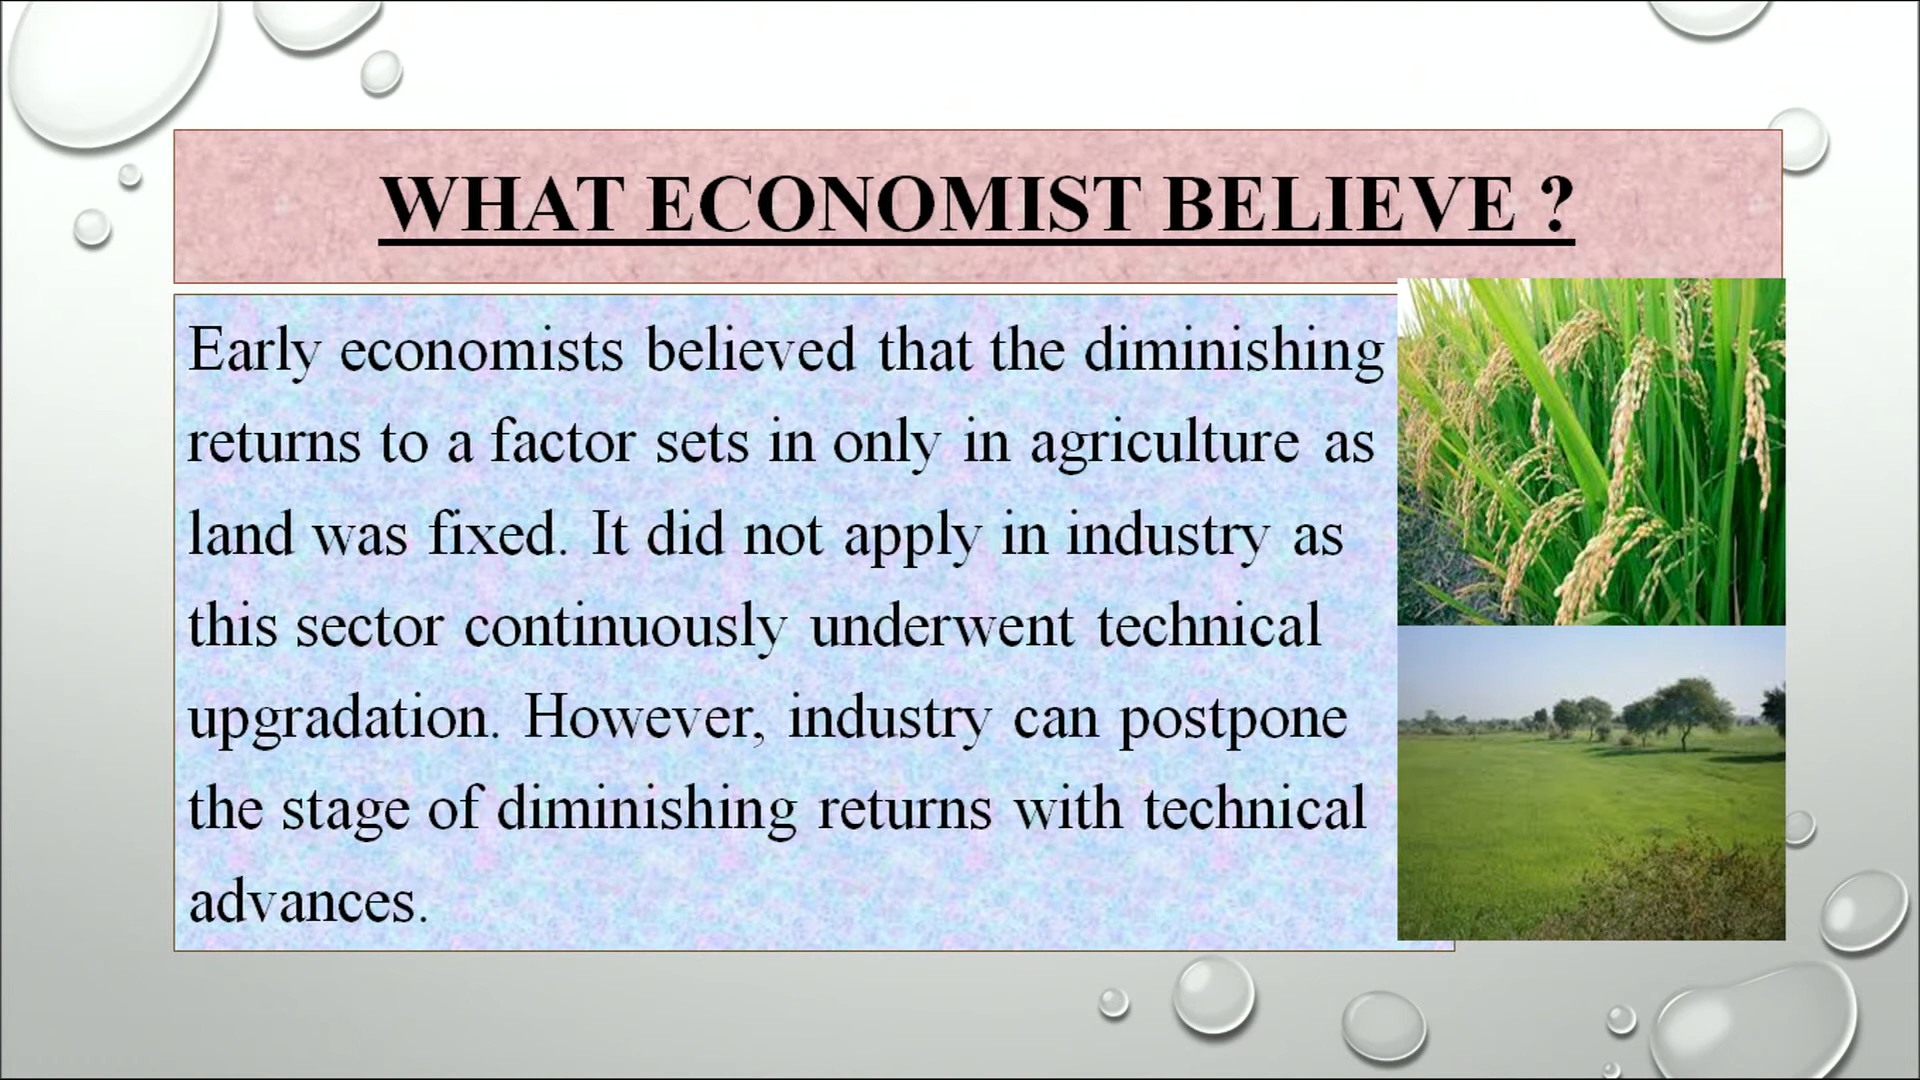 WHAT ECONOMIST BELIEVE ?
Early economists believed that the diminishing
returns to a factor sets in only in agriculture as
land was fixed. It did not apply in industry as
this sector continuously underwent technical
upgradation. However, industry can postpone
the stage of diminishing returns with technical
advances.